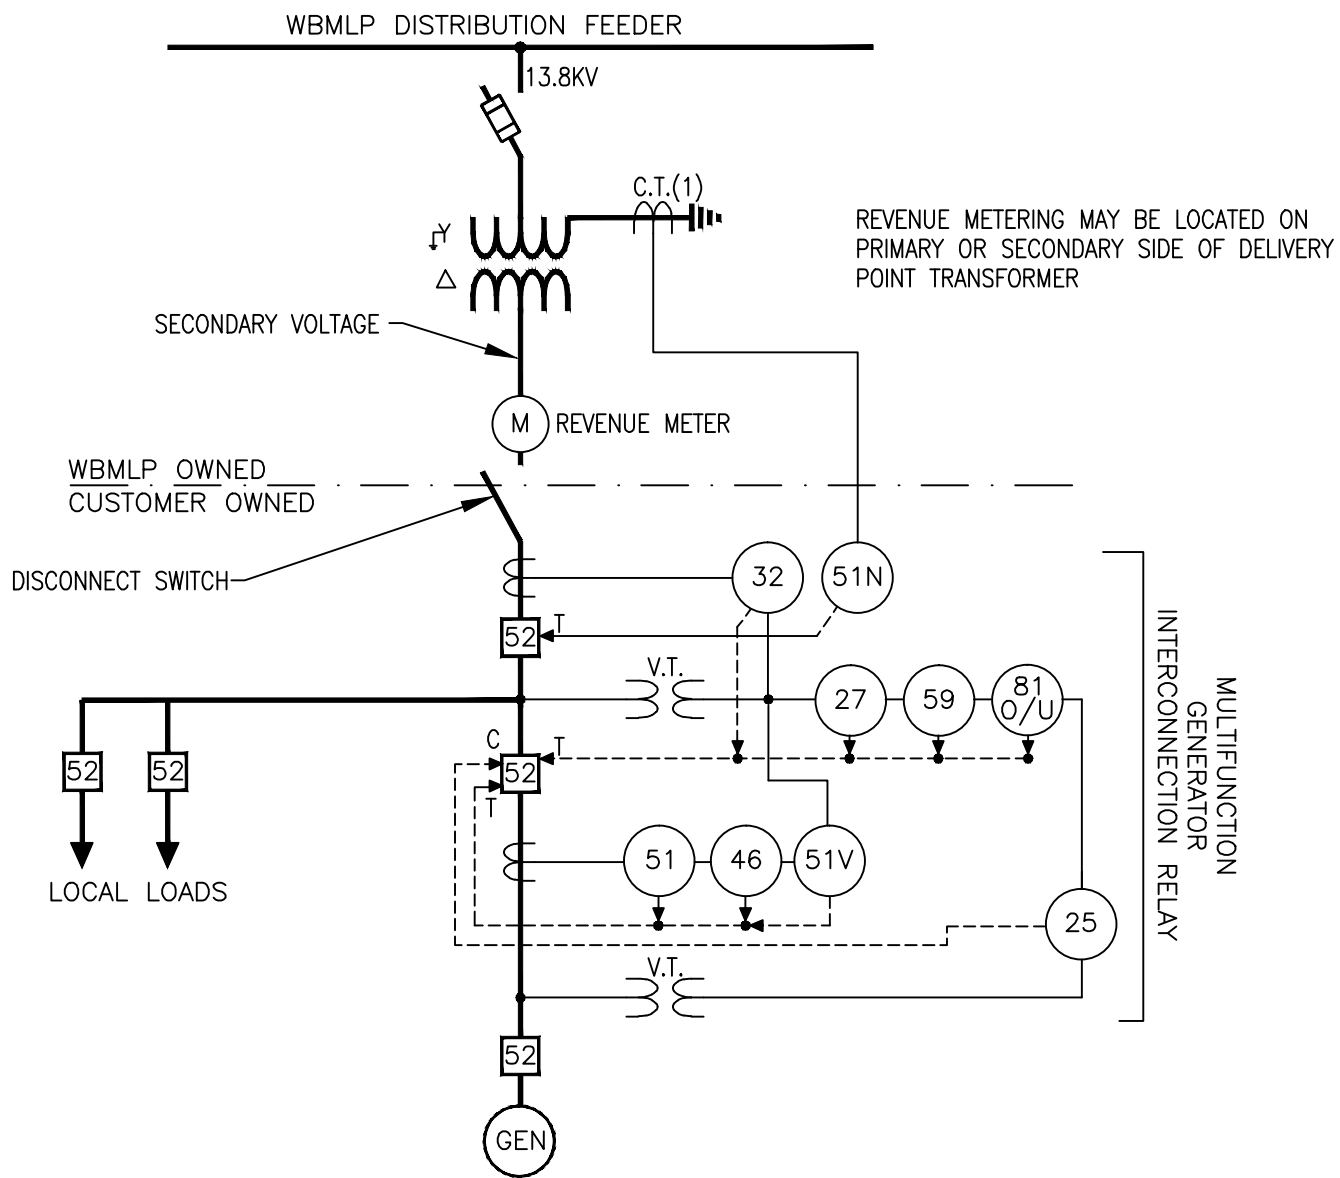 WBMLP DISTRIBUTION FEEDER
13.8KV
C.T.(1)
Y
REVENUE METERING MAY BE LOCATED ON
PRIMARY OR SECONDARY SIDE OF DELIVERY
POINT TRANSFORMER
SECONDARY VOLTAGE
M
REVENUE METER
WBMLP OWNED
CUSTOMER OWNED
DISCONNECT SWITCH
32
51N
52
T
V.T.
27
59
81
O/U
C
T
52
52
52
T
51
46
51V
LOCAL LOADS
25
V.T.
52
GEN
MULTIFUNCTION
GENERATOR
INTERCONNECTION RELAY